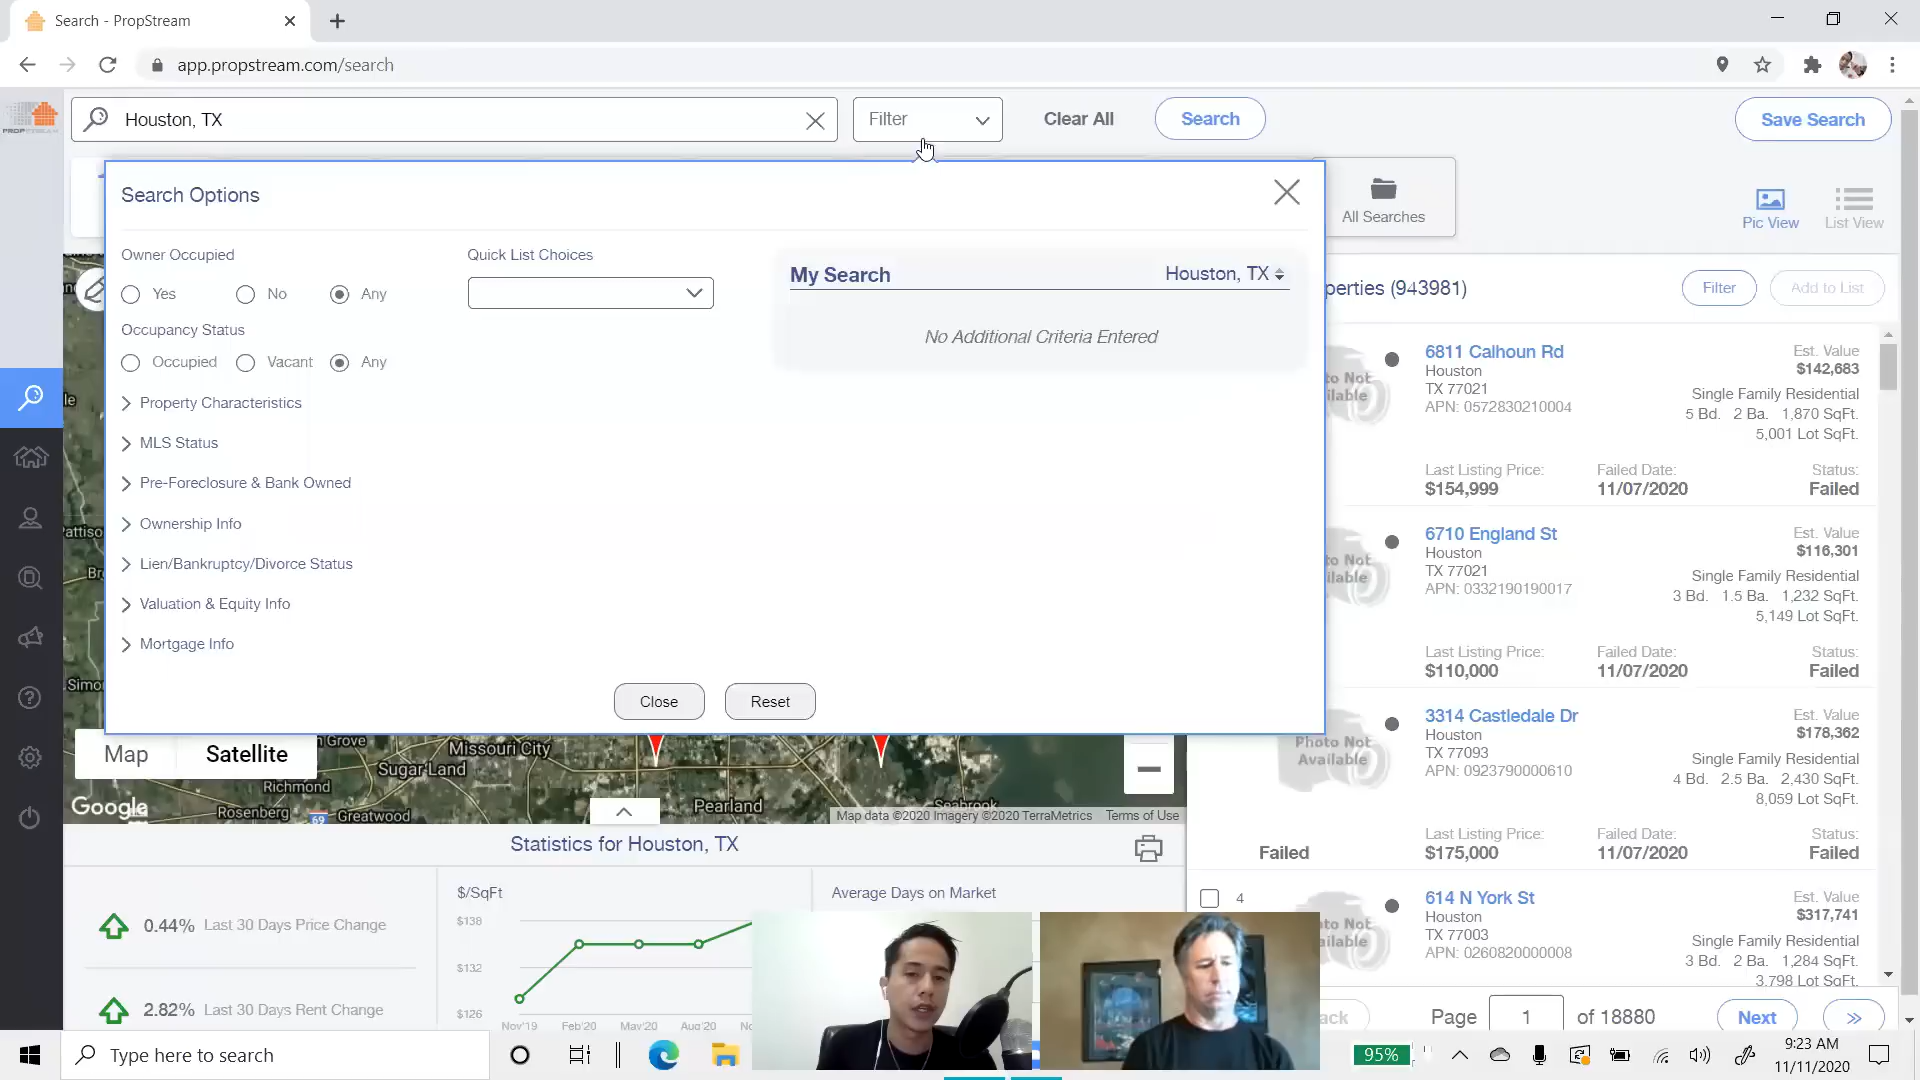 Search - PropStream
app.propstream.com/search
Houston, TX
Filter
Clear All
Search
Save Search
Search Options
All Searches
Pic View
List View
Owner Occupied
Yes
No
Any
Quick List Choices
My Search
Houston, TX
No Additional Criteria Entered
Occupancy Status
Occupied
Vacant
Any
Property Characteristics
MLS Status
Pre-Foreclosure & Bank Owned
Ownership Info
Lien/Bankruptcy/Divorce Status
Valuation & Equity Info
Mortgage Info
Close
Reset
perties (943981)
Filter
Add to List
6811 Calhoun Rd
Houston
TX 77021
APN: 0572830210004
Est. Value
$142,683
Single Family Residential
5 Bd. 2 Ba. 1,870 SqFt.
5,001 Lot SqFt.
Last Listing Price:
$154,999
Failed Date:
11/07/2020
Status:
Failed
6710 England St
Houston
TX 77021
APN: 0332190190017
Est. Value
$116,301
Single Family Residential
3 Bd. 1.5 Ba. 1,232 SqFt.
5,149 Lot SqFt.
Last Listing Price:
$110,000
Failed Date:
11/07/2020
Status:
Failed
Photo Not
Available
3314 Castledale Dr
Houston
TX 77093
APN: 0923790000610
Est. Value
$178,362
Single Family Residential
4 Bd. 2.5 Ba. 2,430 SqFt.
8,059 Lot SqFt.
Failed
Last Listing Price:
$175,000
Failed Date:
11/07/2020
Status:
Failed
4
614 N York St
Houston
TX 77003
APN: 0260820000008
Est. Value
$317,741
Single Family Residential
3 Bd. 2 Ba. 1,284 SqFt.
3,798 Lot SqFt.
Page 1 of 18880
Next
Map
Satellite
Missouri City
Sugar Land
Richmond
Rosenberg
69
Greatwood
Pearland
Google
Map data ©2020 Imagery ©2020 TerraMetrics
Terms of Use
Statistics for Houston, TX
0.44% Last 30 Days Price Change
2.82% Last 30 Days Rent Change
$/SqFt
$138
$132
$126
Nov'19
Feb'20
May'20
Aug'20
Average Days on Market
Type here to search
95%
9:23 AM
11/11/2020